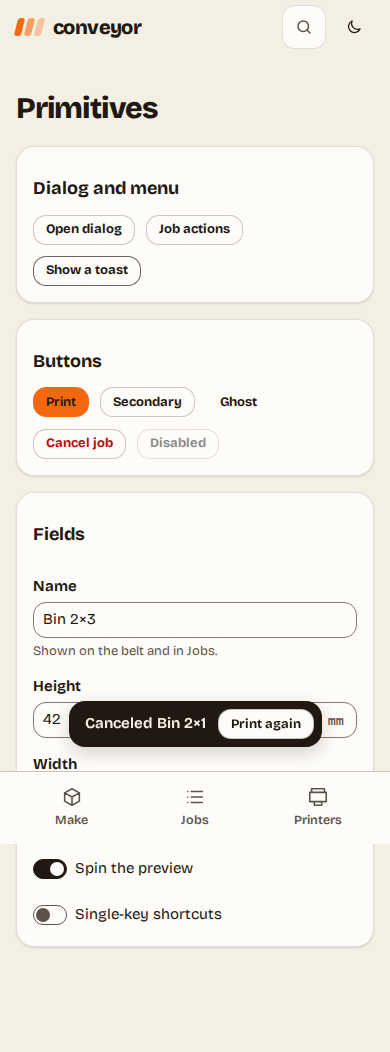 conveyor
Primitives
Dialog and menu
Open dialog Job actions
Show a toast
Buttons
Print Secondary Ghost
Cancel job Disabled
Fields
Name
Bin 2×3
Shown on the belt and in Jobs.
Height
42 mm
Canceled Bin 2×1 Print again
Width
Make Jobs Printers
Spin the preview
Single-key shortcuts